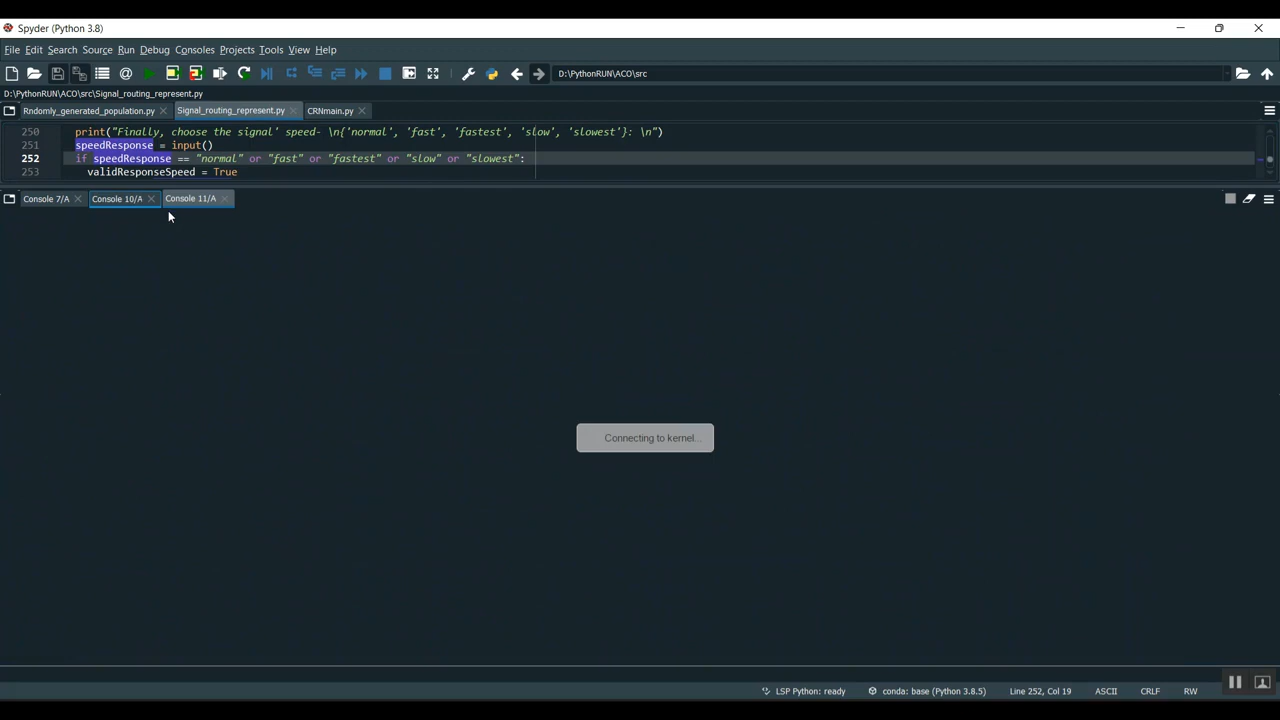 Spyder (Python 3.8)
File Edit Search Source Run Debug Consoles Projects Tools View Help
D:\PythonRUN\ACO\src
D:\PythonRUN\ACO\src\Signal_routing_represent.py
Rndomly_generated_population.py Signal_routing_represent.py CRNmain.py
250 print("Finally, choose the signal' speed- \n{'normal', 'fast', 'fastest', 'slow', 'slowest'}: \n")
251 speedResponse = input()
252 if speedResponse == "normal" or "fast" or "fastest" or "slow" or "slowest":
253 validResponseSpeed = True
Console 7/A Console 10/A Console 11/A
Connecting to kernel...
LSP Python: ready conda: base (Python 3.8.5) Line 252, Col 19 ASCII CRLF RW